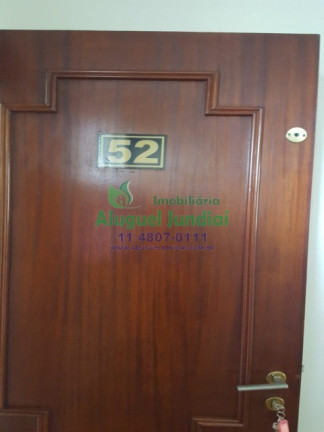 52
Imobiliária
Aluguel Jundiaí
11 4807-0111